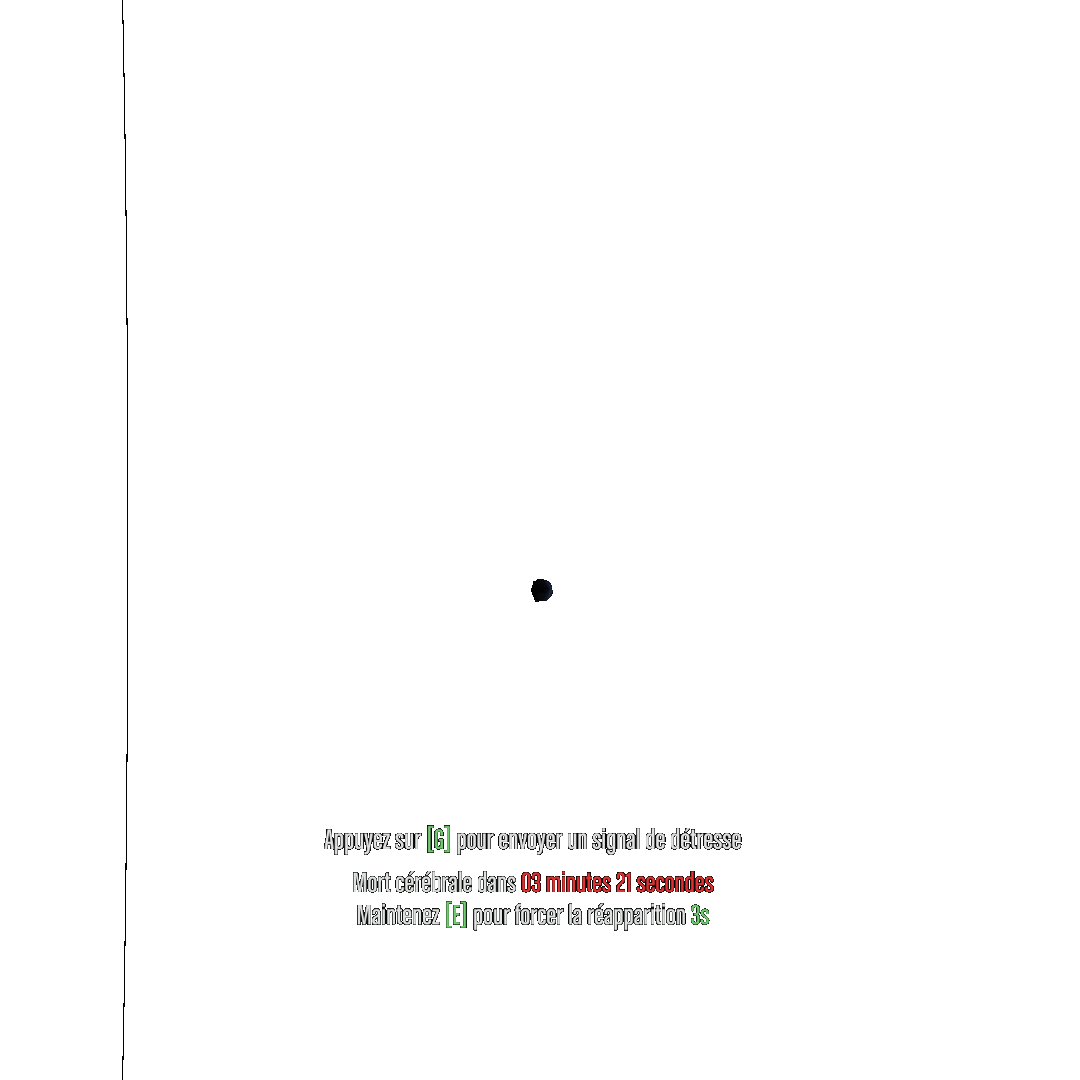 Appuyez sur [G] pour envoyer un signal de détresse
Mort cérébrale dans 03 minutes 21 secondes
Maintenez [E] pour forcer la réapparition 3s